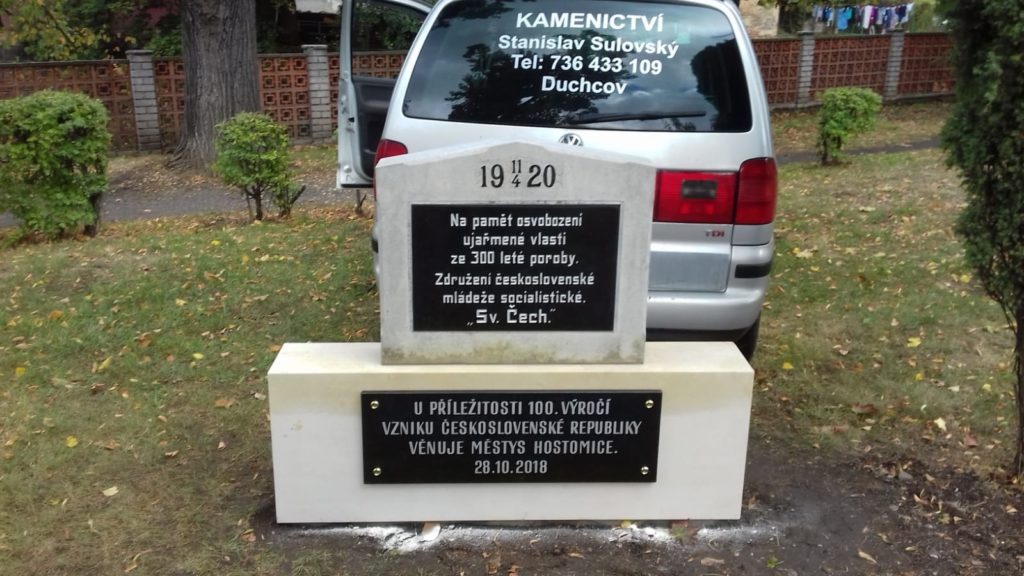 KAMENICTVÍ
Stanislav Sulovský
Tel: 736 433 109
Duchcov
TDI
19 11/4 20
Na pamět osvobození
ujařmené vlasti
ze 300 leté poroby.
Združení československé
mládeže socialistické.
„Sv. Čech."
U PŘÍLEŽITOSTI 100. VÝROČÍ
VZNIKU ČESKOSLOVENSKÉ REPUBLIKY
VĚNUJE MĚSTYS HOSTOMICE.
28.10.2018